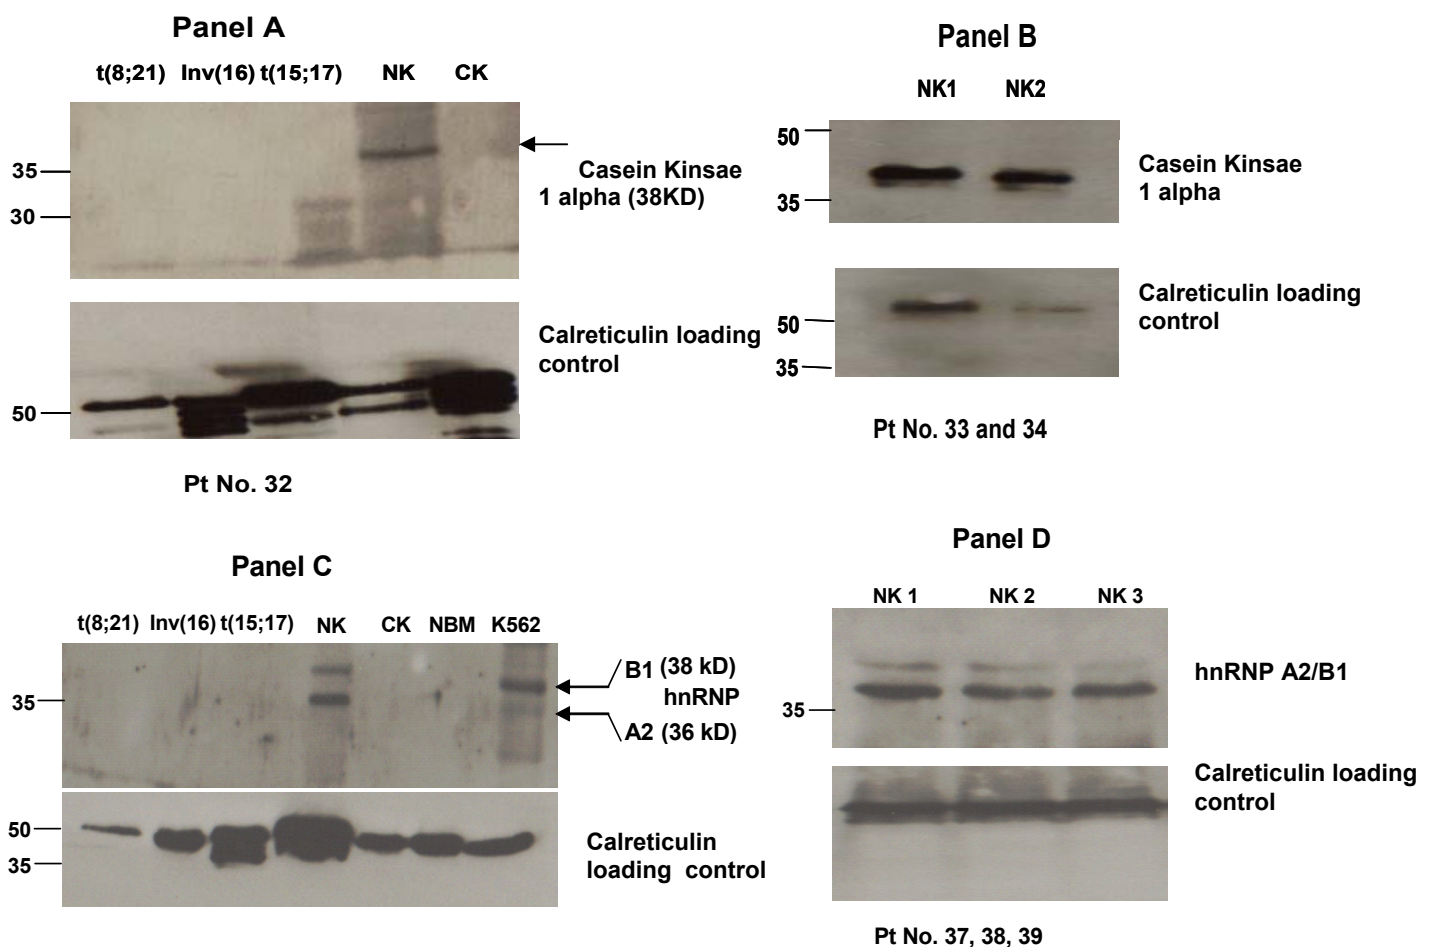 Panel A
t(8;21) Inv(16) t(15;17) NK CK
35
30
Casein Kinsae
1 alpha (38KD)
50
Calreticulin loading
control
Pt No. 32
Panel B
NK1 NK2
50
35
Casein Kinsae
1 alpha
50
35
Calreticulin loading
control
Pt No. 33 and 34
Panel C
t(8;21) Inv(16) t(15;17) NK CK NBM K562
35
B1 (38 kD)
hnRNP
A2 (36 kD)
50
35
Calreticulin
loading control
Panel D
NK 1 NK 2 NK 3
35
hnRNP A2/B1
Calreticulin loading
control
Pt No. 37, 38, 39